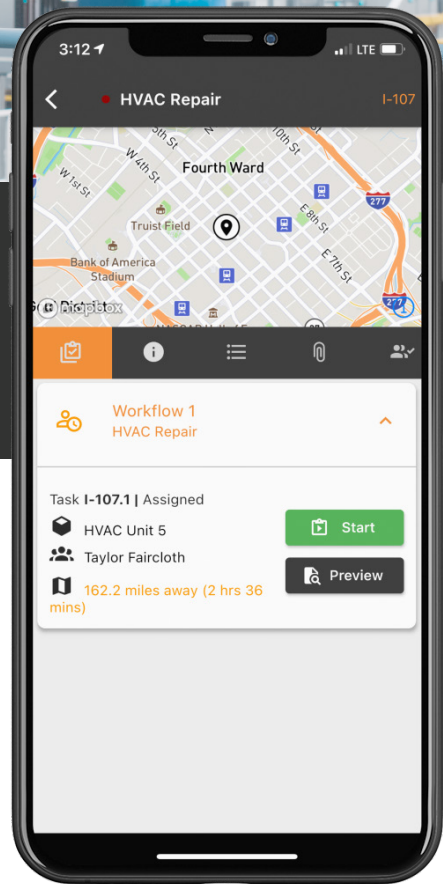 3:12
LTE
HVAC Repair
I-107
5th St
10th St
W 4th St
Fourth Ward
W 1st St
277
Truist Field
E 8th St
Bank of America
Stadium
E 7th St
mapbox
277
Workflow 1
HVAC Repair
Task I-107.1 | Assigned
HVAC Unit 5
Start
Taylor Faircloth
Preview
162.2 miles away (2 hrs 36
mins)